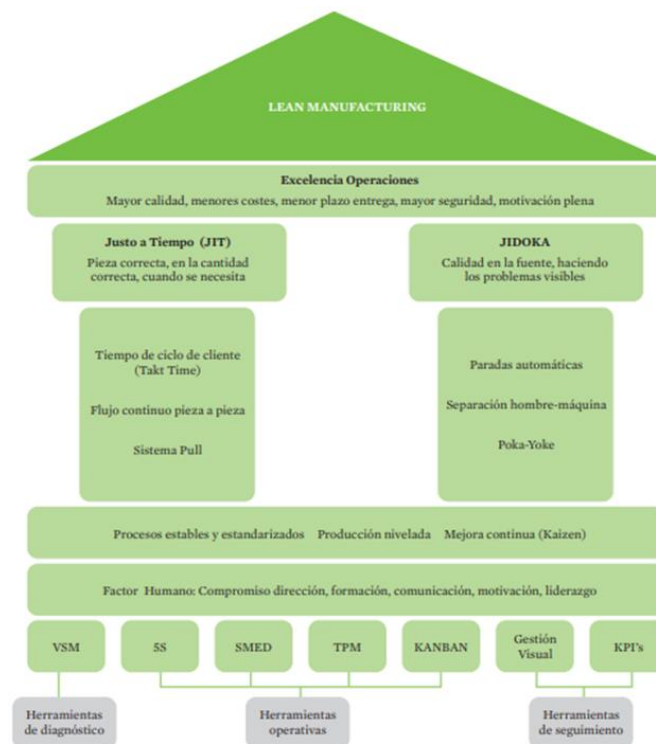 LEAN MANUFACTURING
Excelencia Operaciones
Mayor calidad, menores costes, menor plazo entrega, mayor seguridad, motivación plena
Justo a Tiempo (JIT)
Pieza correcta, en la cantidad
correcta, cuando se necesita
JIDOKA
Calidad en la fuente, haciendo
los problemas visibles
Tiempo de ciclo de cliente
(Takt Time)
Flujo continuo pieza a pieza
Sistema Pull
Paradas automáticas
Separación hombre-máquina
Poka-Yoke
Procesos estables y estandarizados Producción nivelada Mejora continua (Kaizen)
Factor Humano: Compromiso dirección, formación, comunicación, motivación, liderazgo
VSM
5S
SMED
TPM
KANBAN
Gestión
Visual
KPI's
Herramientas
de diagnóstico
Herramientas
operativas
Herramientas
de seguimiento